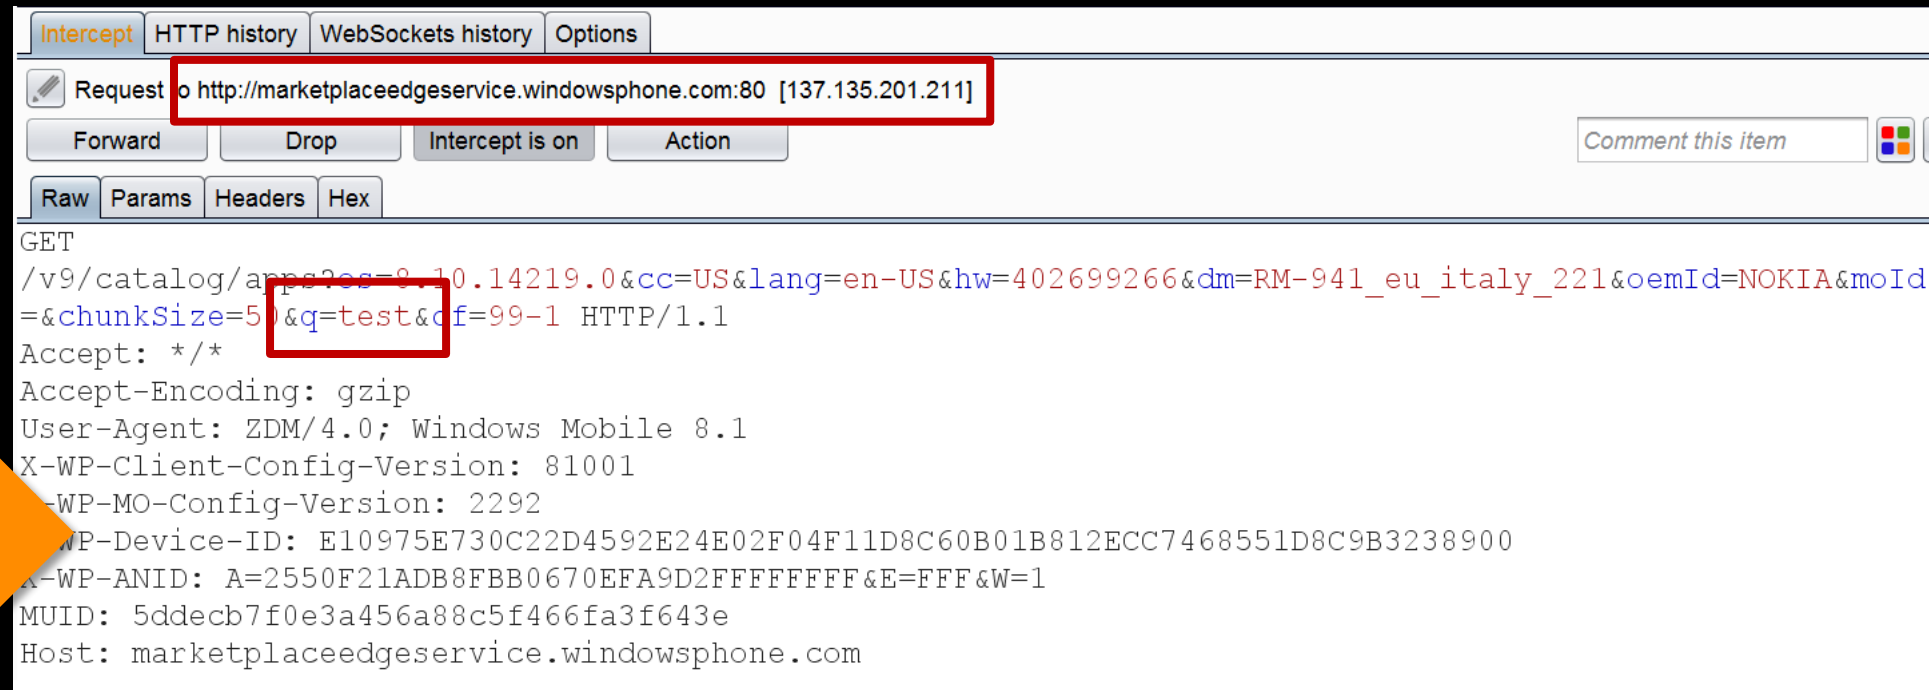 Intercept HTTP history WebSockets history Options
Request to http://marketplaceedgeservice.windowsphone.com:80 [137.135.201.211]
Forward Drop Intercept is on Action Comment this item
Raw Params Headers Hex
GET
/v9/catalog/apps?os=8.10.14219.0&cc=US&lang=en-US&hw=402699266&dm=RM-941_eu_italy_221&oemId=NOKIA&moId
=&chunkSize=50&q=test&cf=99-1 HTTP/1.1
Accept: */*
Accept-Encoding: gzip
User-Agent: ZDM/4.0; Windows Mobile 8.1
X-WP-Client-Config-Version: 81001
X-WP-MO-Config-Version: 2292
X-WP-Device-ID: E10975E730C22D4592E24E02F04F11D8C60B01B812ECC7468551D8C9B3238900
X-WP-ANID: A=2550F21ADB8FBB0670EFA9D2FFFFFFFF&E=FFF&W=1
MUID: 5ddecb7f0e3a456a88c5f466fa3f643e
Host: marketplaceedgeservice.windowsphone.com